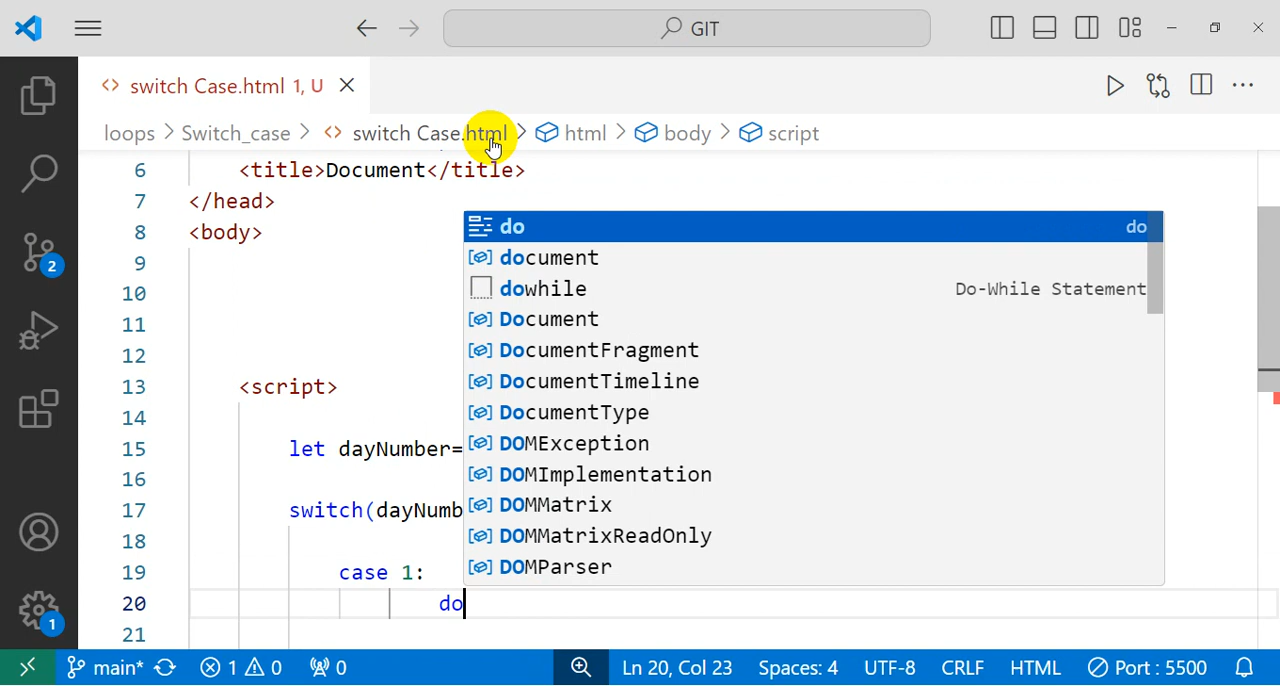 GIT
<> switch Case.html 1, U
loops > Switch_case > <> switch Case.html > html > body > script
6 <title>Document</title>
7 </head>
8 <body>
9
10
11
12
13 <script>
14
15 let dayNumber=
16
17 switch(dayNumb
18
19 case 1:
20 do
21
do do
document
dowhile Do-While Statement
Document
DocumentFragment
DocumentTimeline
DocumentType
DOMException
DOMImplementation
DOMMatrix
DOMMatrixReadOnly
DOMParser
2
1
main* 1 0 0 Ln 20, Col 23 Spaces: 4 UTF-8 CRLF HTML Port : 5500